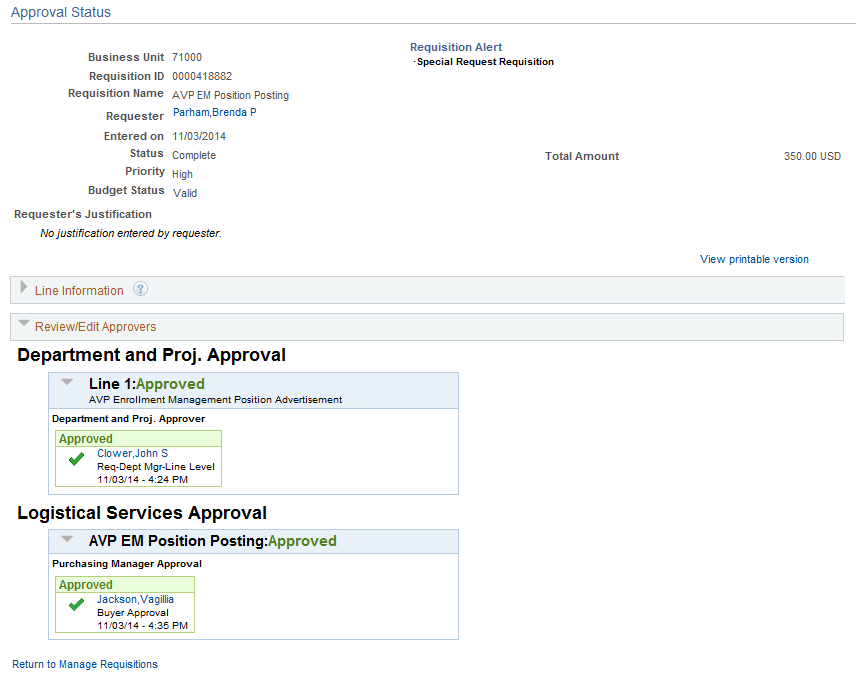 Approval Status
Business Unit 71000
Requisition Alert
·Special Request Requisition
Requisition ID 0000418882
Requisition Name AVP EM Position Posting
Requester Parham,Brenda P
Entered on 11/03/2014
Status Complete
Total Amount 350.00 USD
Priority High
Budget Status Valid
Requester's Justification
No justification entered by requester.
View printable version
Line Information ?
Review/Edit Approvers
Department and Proj. Approval
Line 1:Approved
AVP Enrollment Management Position Advertisement
Department and Proj. Approver
Approved
Clower,John S
Req-Dept Mgr-Line Level
11/03/14 - 4:24 PM
Logistical Services Approval
AVP EM Position Posting:Approved
Purchasing Manager Approval
Approved
Jackson,Vagillia
Buyer Approval
11/03/14 - 4:35 PM
Return to Manage Requisitions